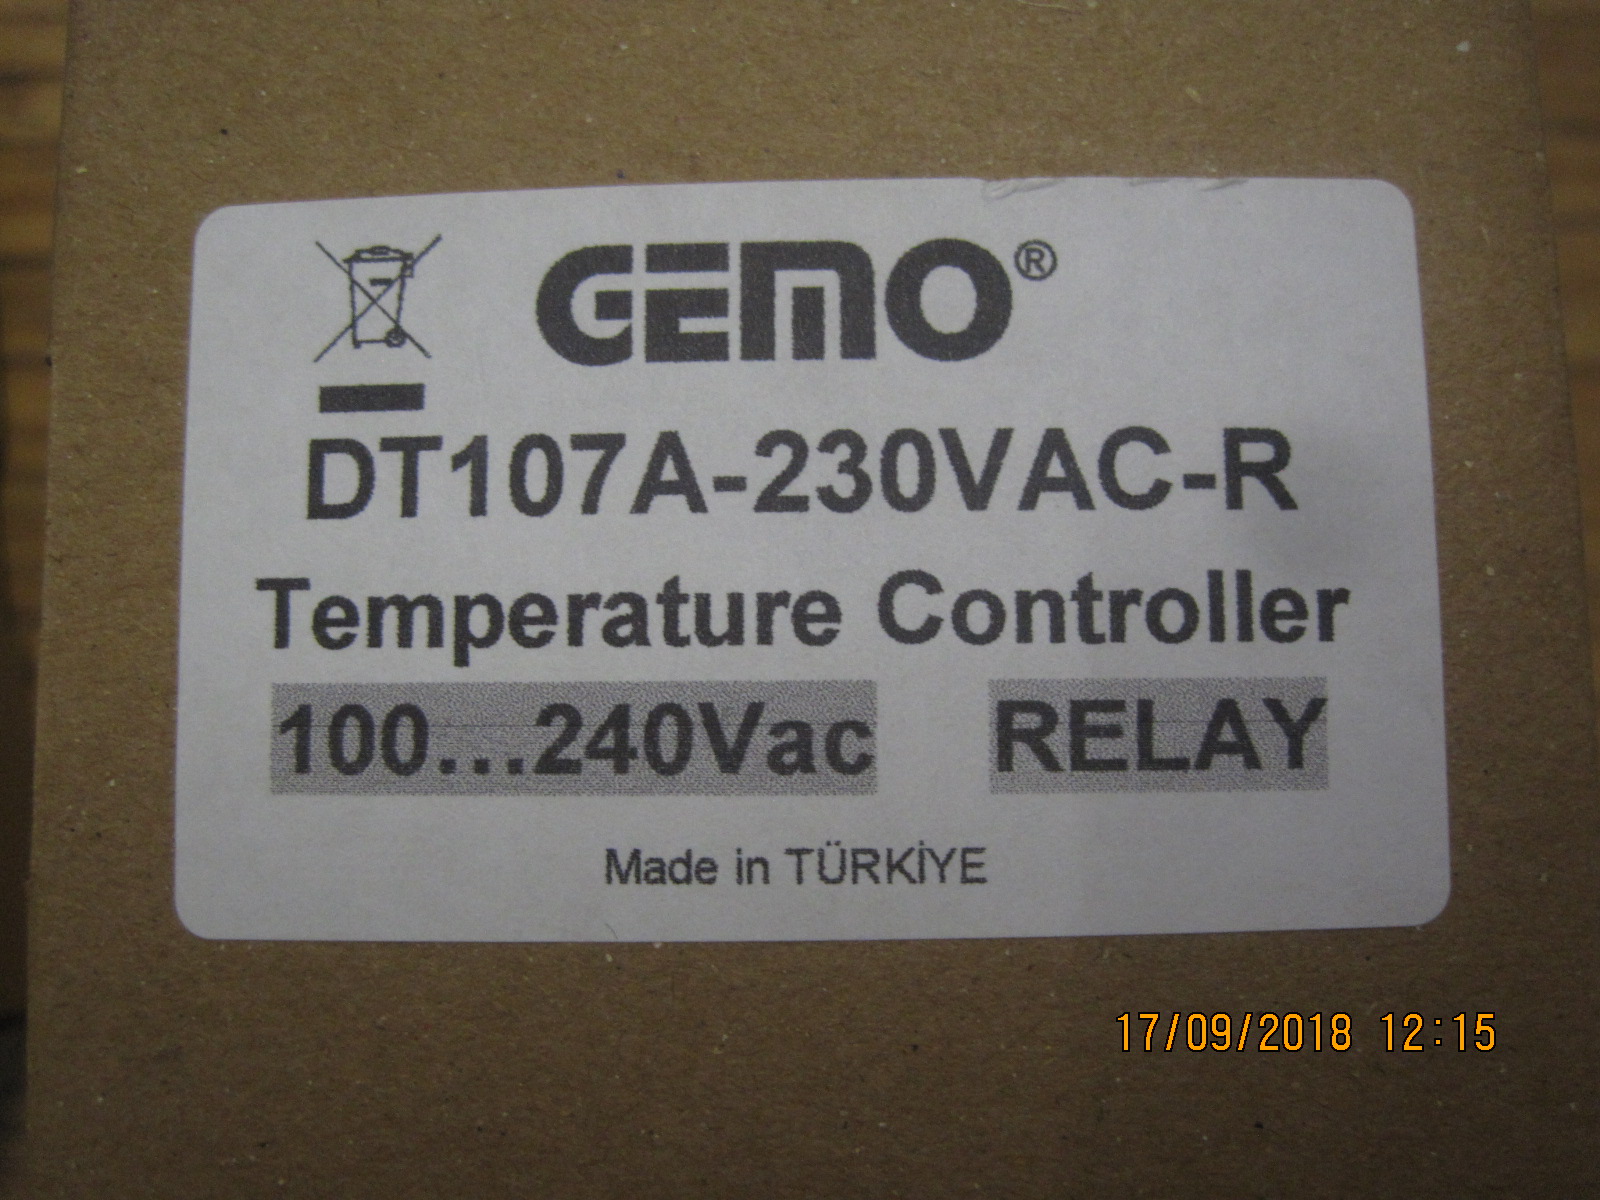 GEMO®
DT107A-230VAC-R
Temperature Controller
100...240Vac RELAY
Made in TÜRKİYE
17/09/2018 12:15